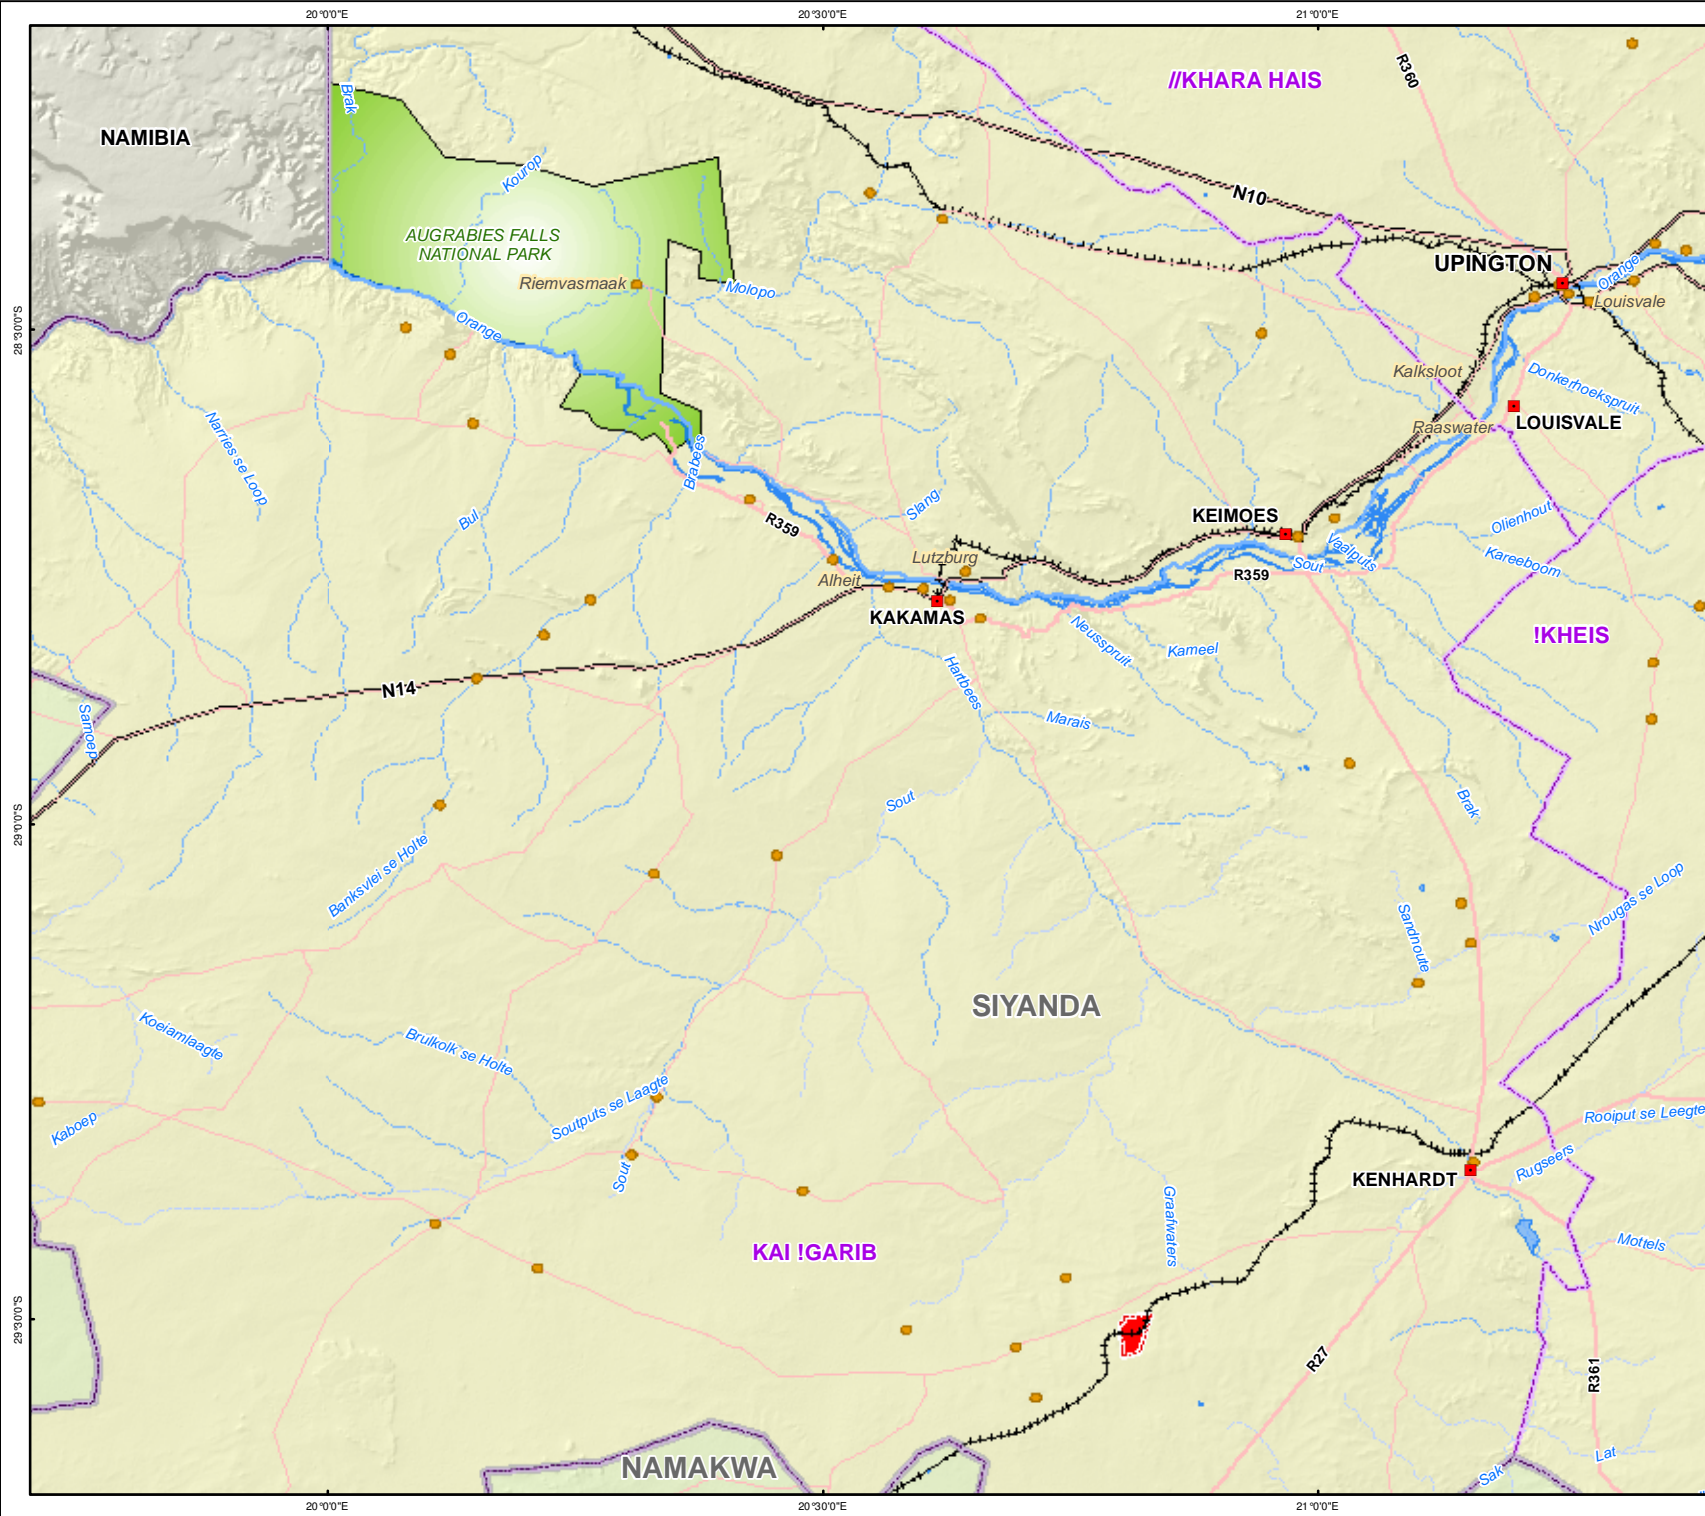 20°0'0"E
20°30'0"E
21°0'0"E
R360
//KHARA HAIS
Brak
NAMIBIA
Kourop
N10
AUGRABIES FALLS
NATIONAL PARK
UPINGTON
Orange
Riemvasmaak
Molopo
Louisvale
28°30'0"S
Orange
Kalksloot
Donkerhoekspruit
Narries se Loop
Raaswater
LOUISVALE
Brabees
Slang
Bul
R359
KEIMOES
Olienhout
Vaalputs
Kareeboom
Lutzburg
Sout
R359
Alheit
KAKAMAS
Neusspruit
Kameel
!KHEIS
Hartbees
N14
Marais
Samoep
Sout
Brak
29°0'0"S
Banksvlei se Holte
Nrougas se Loop
Sandnoute
SIYANDA
Koeiamlaagte
Brulkolk se Holte
Soutputs se Laagte
Rooiput se Leegte
Kaboep
Sout
Rugseers
KENHARDT
Graafwaters
KAI !GARIB
Mottels
29°30'0"S
R27
R361
Lat
NAMAKWA
Sak
20°0'0"E
20°30'0"E
21°0'0"E